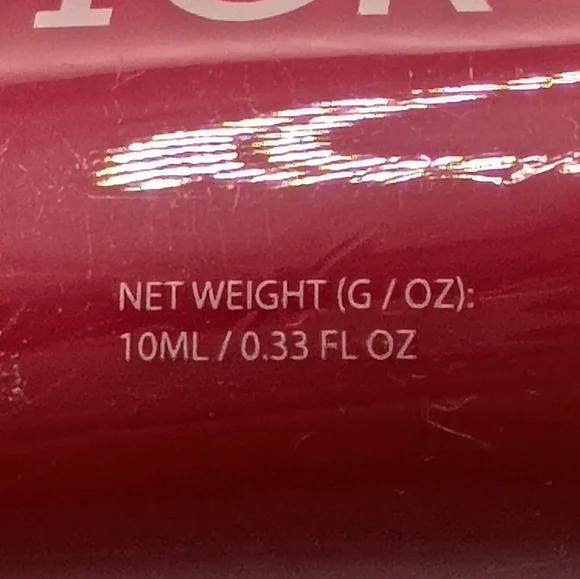 NET WEIGHT (G / OZ):
10ML / 0.33 FL OZ